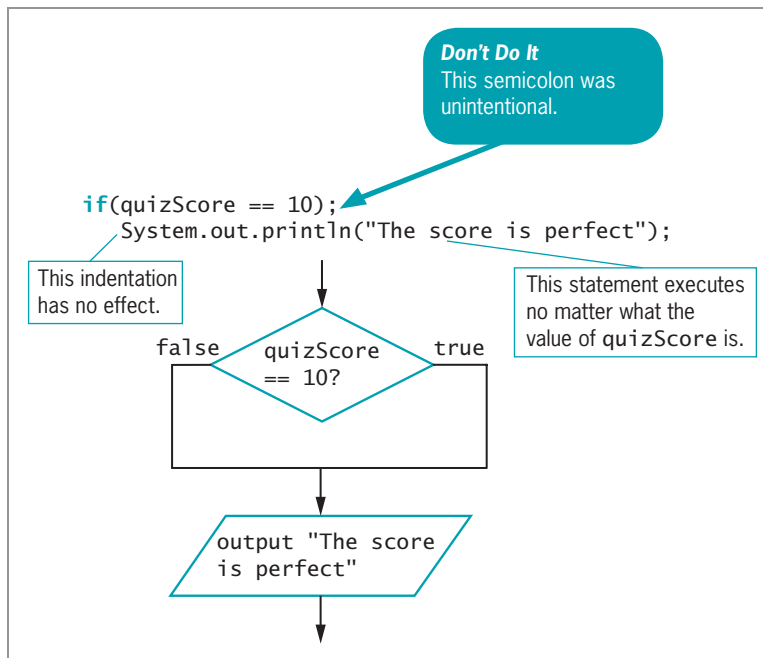 Don't Do It
This semicolon was
unintentional.
if(quizScore == 10);
System.out.println("The score is perfect");
This indentation
has no effect.
This statement executes
no matter what the
value of quizScore is.
false
quizScore
== 10?
true
output "The score
is perfect"